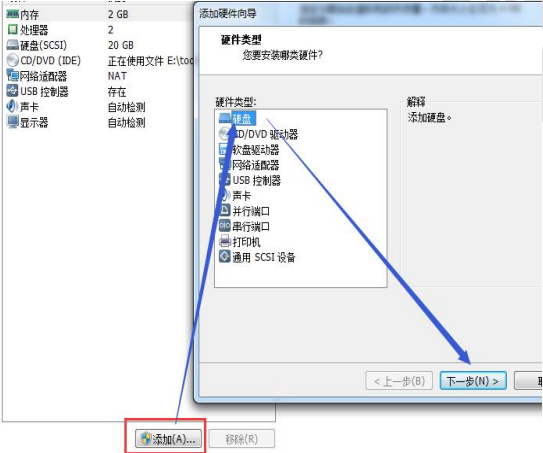 内存 2 GB
处理器 2
硬盘(SCSI) 20 GB
CD/DVD (IDE) 正在使用文件 E:\too
网络适配器 NAT
USB 控制器 存在
声卡 自动检测
显示器 自动检测
添加(A)...
移除(R)
添加硬件向导
硬件类型
您要安装哪类硬件?
硬件类型:
硬盘
CD/DVD 驱动器
软盘驱动器
网络适配器
USB 控制器
声卡
并行端口
串行端口
打印机
通用 SCSI 设备
解释
添加硬盘。
< 上一步(B)
下一步(N) >